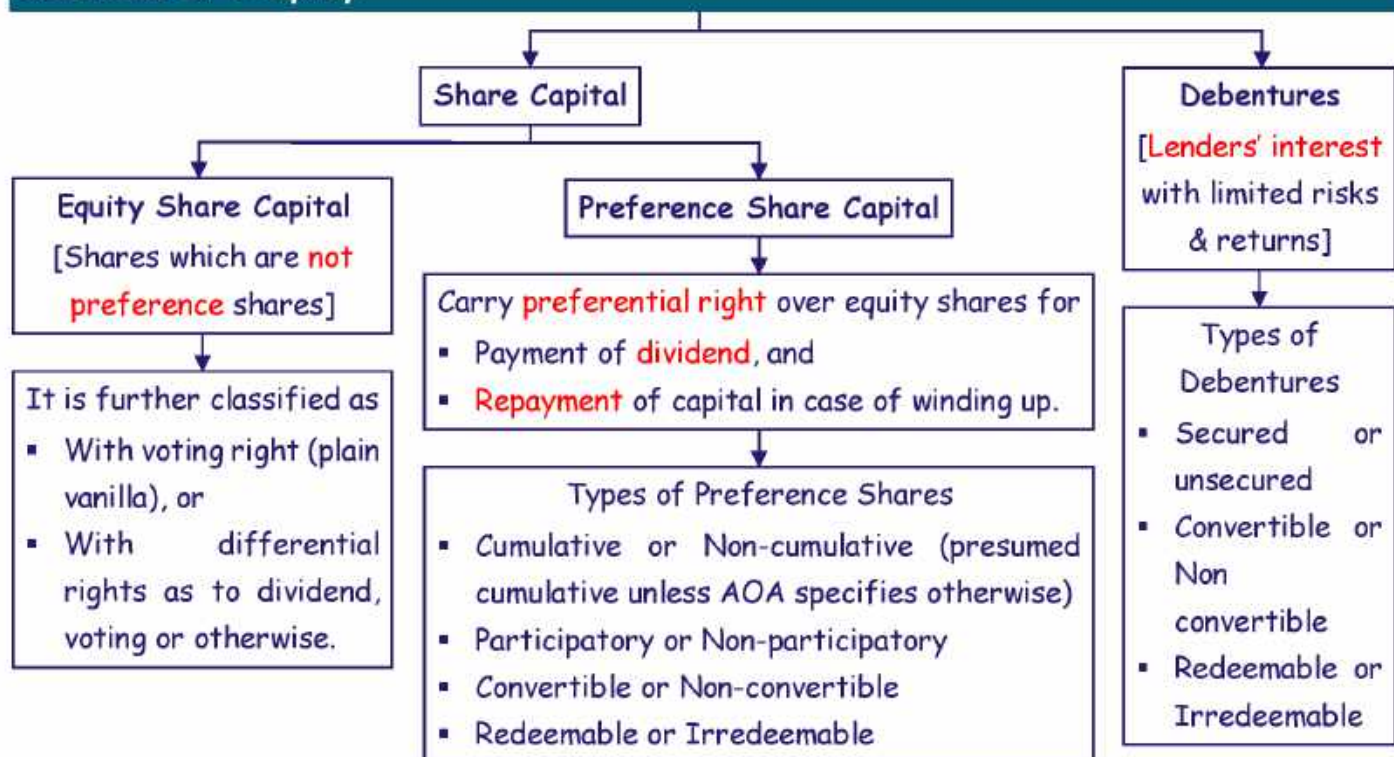 Share Capital
Equity Share Capital
[Shares which are not
preference shares]
It is further classified as
▪ With voting right (plain
vanilla), or
▪ With differential
rights as to dividend,
voting or otherwise.
Preference Share Capital
Carry preferential right over equity shares for
▪ Payment of dividend, and
▪ Repayment of capital in case of winding up.
Types of Preference Shares
▪ Cumulative or Non-cumulative (presumed
cumulative unless AOA specifies otherwise)
▪ Participatory or Non-participatory
▪ Convertible or Non-convertible
▪ Redeemable or Irredeemable
Debentures
[Lenders' interest
with limited risks
& returns]
Types of
Debentures
▪ Secured or
unsecured
▪ Convertible or
Non
convertible
▪ Redeemable or
Irredeemable